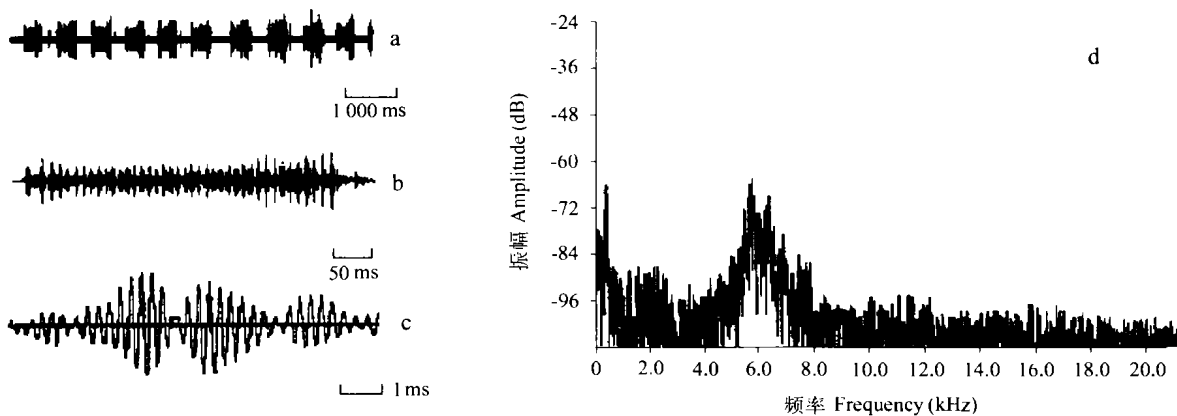 a
1 000 ms
b
50 ms
c
1 ms
d
振幅 Amplitude (dB)
-24
-36
-48
-60
-72
-84
-96
0 2.0 4.0 6.0 8.0 10.0 12.0 14.0 16.0 18.0 20.0
频率 Frequency (kHz)